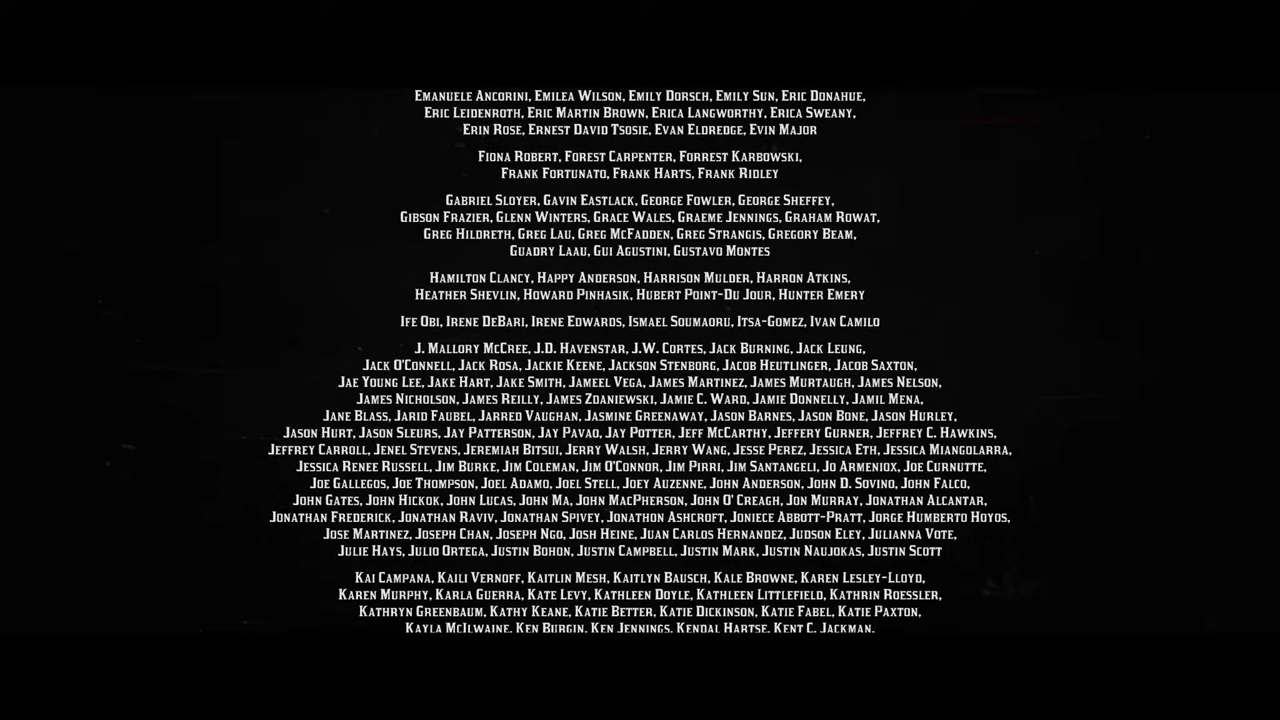 Emanuele Ancorini, Emilea Wilson, Emily Dorsch, Emily Sun, Eric Donahue,
Eric Leidenroth, Eric Martin Brown, Erica Langworthy, Erica Sweany,
Erin Rose, Ernest David Tsosie, Evan Eldredge, Evin Major
Fiona Robert, Forest Carpenter, Forrest Karbowski,
Frank Fortunato, Frank Harts, Frank Ridley
Gabriel Sloyer, Gavin Eastlack, George Fowler, George Sheffey,
Gibson Frazier, Glenn Winters, Grace Wales, Graeme Jennings, Graham Rowat,
Greg Hildreth, Greg Lau, Greg McFadden, Greg Strangis, Gregory Beam,
Guadry Laau, Gui Agustini, Gustavo Montes
Hamilton Clancy, Happy Anderson, Harrison Mulder, Harron Atkins,
Heather Shevlin, Howard Pinhasik, Hubert Point-Du Jour, Hunter Emery
Ife Obi, Irene DeBari, Irene Edwards, Ismael Soumaoru, Itsa-Gomez, Ivan Camilo
J. Mallory McCree, J.D. Havenstar, J.W. Cortes, Jack Burning, Jack Leung,
Jack O'Connell, Jack Rosa, Jackie Keene, Jackson Stenborg, Jacob Heutlinger, Jacob Saxton,
Jae Young Lee, Jake Hart, Jake Smith, Jameel Vega, James Martinez, James Murtaugh, James Nelson,
James Nicholson, James Reilly, James Zdaniewski, Jamie C. Ward, Jamie Donnelly, Jamil Mena,
Jane Blass, Jarid Faubel, Jarred Vaughan, Jasmine Greenaway, Jason Barnes, Jason Bone, Jason Hurley,
Jason Hurt, Jason Sleurs, Jay Patterson, Jay Pavao, Jay Potter, Jeff McCarthy, Jeffery Gurner, Jeffrey C. Hawkins,
Jeffrey Carroll, Jenel Stevens, Jeremiah Bitsui, Jerry Walsh, Jerry Wang, Jesse Perez, Jessica Eth, Jessica Miangolarra,
Jessica Renee Russell, Jim Burke, Jim Coleman, Jim O'Connor, Jim Pirri, Jim Santangeli, Jo Armeniox, Joe Curnutte,
Joe Gallegos, Joe Thompson, Joel Adamo, Joel Stell, Joey Auzenne, John Anderson, John D. Sovino, John Falco,
John Gates, John Hickok, John Lucas, John Ma, John MacPherson, John O' Creagh, Jon Murray, Jonathan Alcantar,
Jonathan Frederick, Jonathan Raviv, Jonathan Spivey, Jonathon Ashcroft, Joniece Abbott-Pratt, Jorge Humberto Hoyos,
Jose Martinez, Joseph Chan, Joseph Ngo, Josh Heine, Juan Carlos Hernandez, Judson Eley, Julianna Vote,
Julie Hays, Julio Ortega, Justin Bohon, Justin Campbell, Justin Mark, Justin Naujokas, Justin Scott
Kai Campana, Kaili Vernoff, Kaitlin Mesh, Kaitlyn Bausch, Kale Browne, Karen Lesley-Lloyd,
Karen Murphy, Karla Guerra, Kate Levy, Kathleen Doyle, Kathleen Littlefield, Kathrin Roessler,
Kathryn Greenbaum, Kathy Keane, Katie Better, Katie Dickinson, Katie Fabel, Katie Paxton,
Kayla McIlwaine, Ken Burgin, Ken Jennings, Kendal Hartse, Kent C. Jackman,